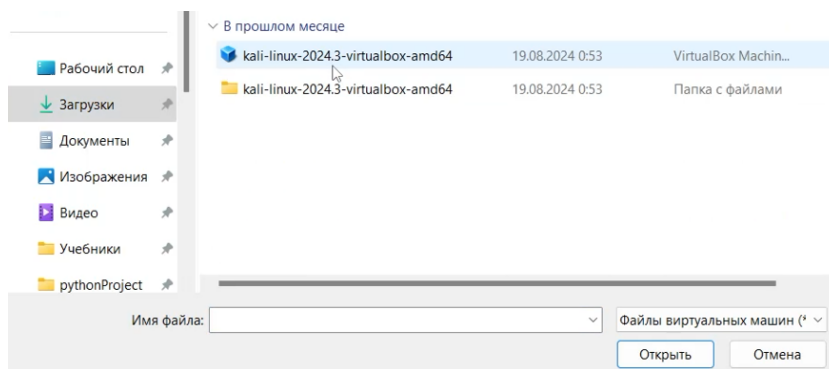 В прошлом месяце
kali-linux-2024.3-virtualbox-amd64 19.08.2024 0:53 VirtualBox Machin...
kali-linux-2024.3-virtualbox-amd64 19.08.2024 0:53 Папка с файлами
Рабочий стол
Загрузки
Документы
Изображения
Видео
Учебники
pythonProject
Имя файла:
Файлы виртуальных машин (*
Открыть Отмена